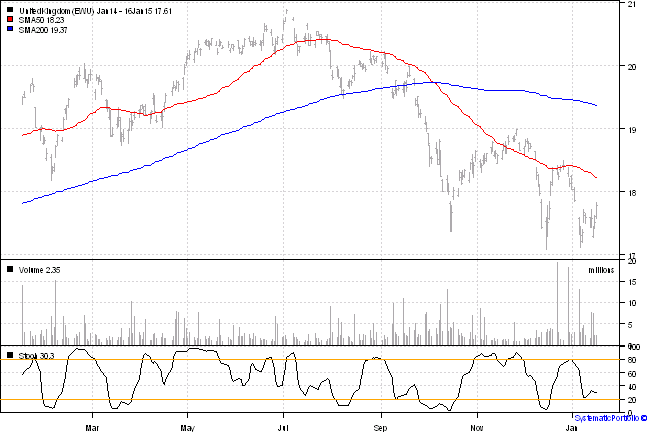 UnitedKingdom (EWU) Jan14 - 16Jan15 17.61
SMA50 18.23
SMA200 19.37
21
20
19
18
17
Volume 2.35
millions
20
15
10
5
0
Stoch 30.3
100
80
60
40
20
0
Mar May Jul Sep Nov Jan
SystematicPortfolio ©